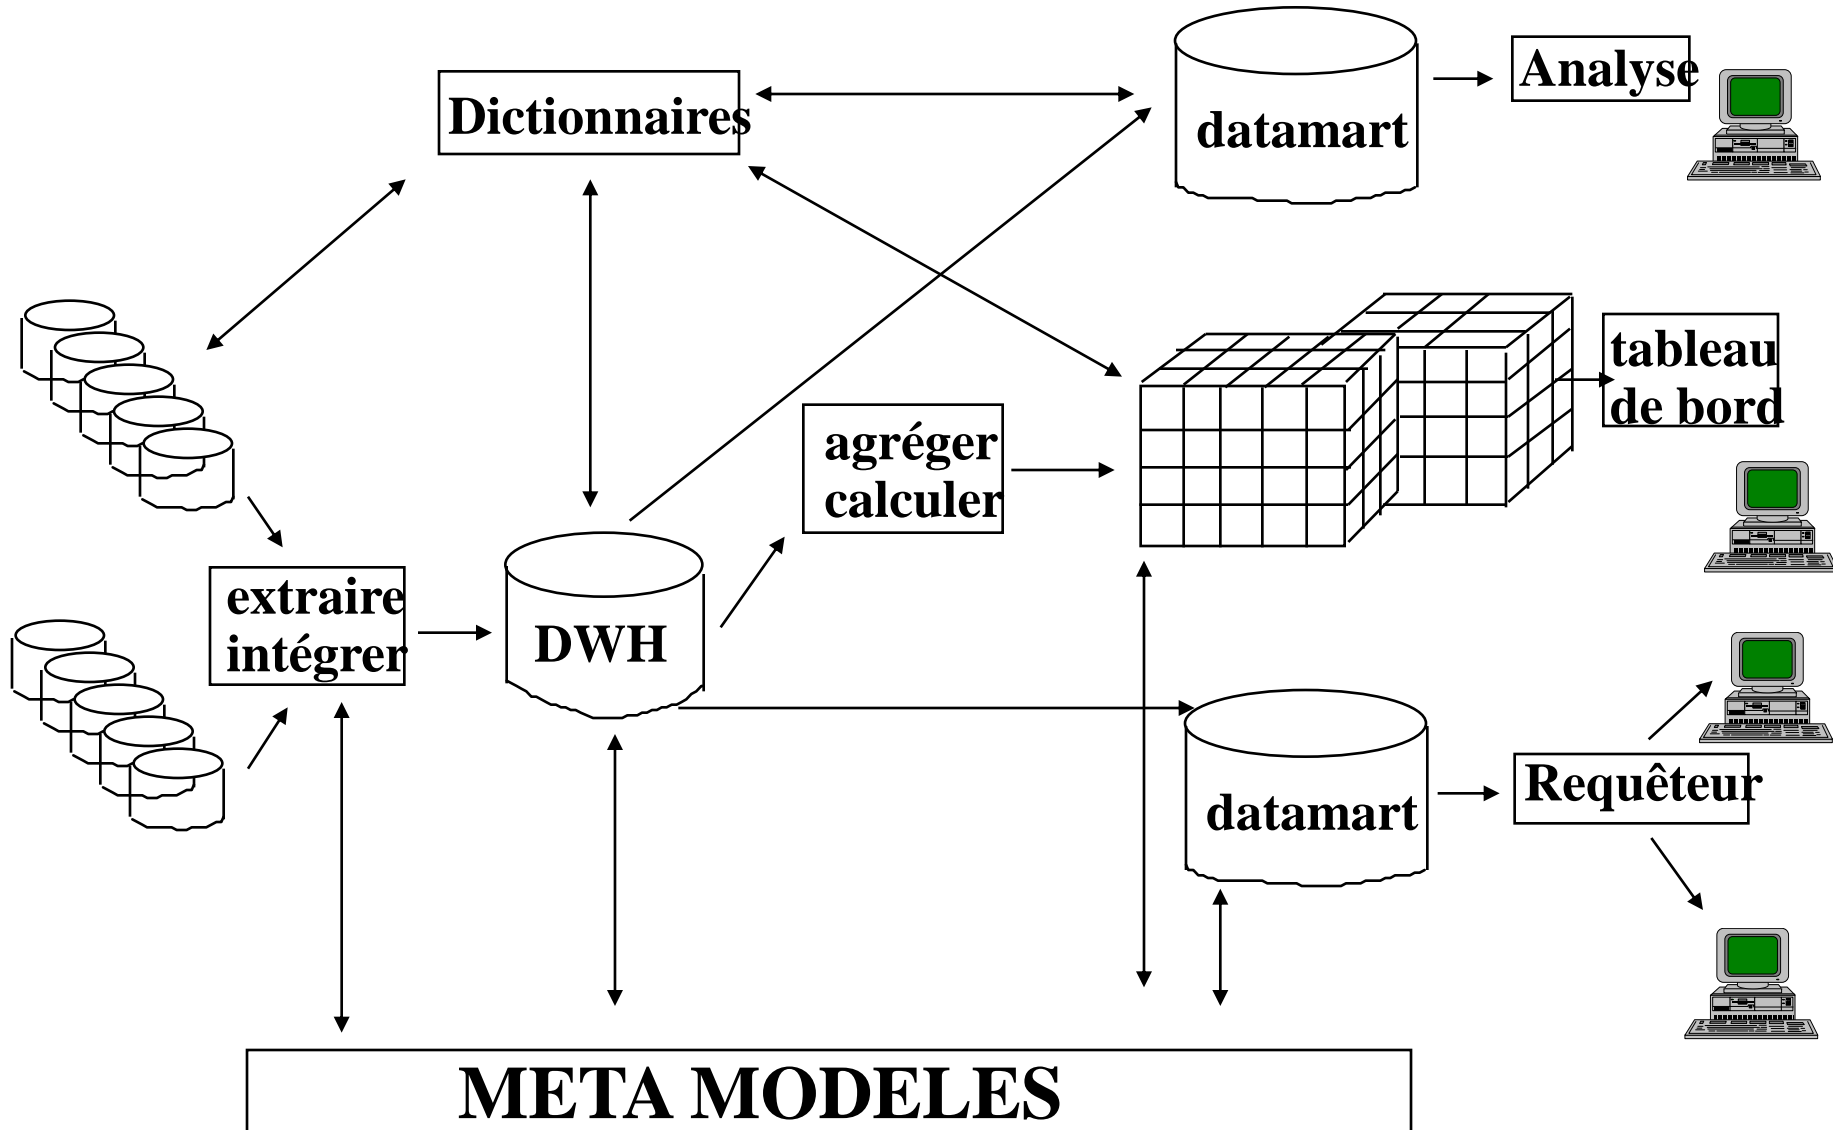 Analyse
Dictionnaires
datamart
tableau
de bord
agréger
calculer
extraire
intégrer
DWH
Requêteur
datamart
META MODELES